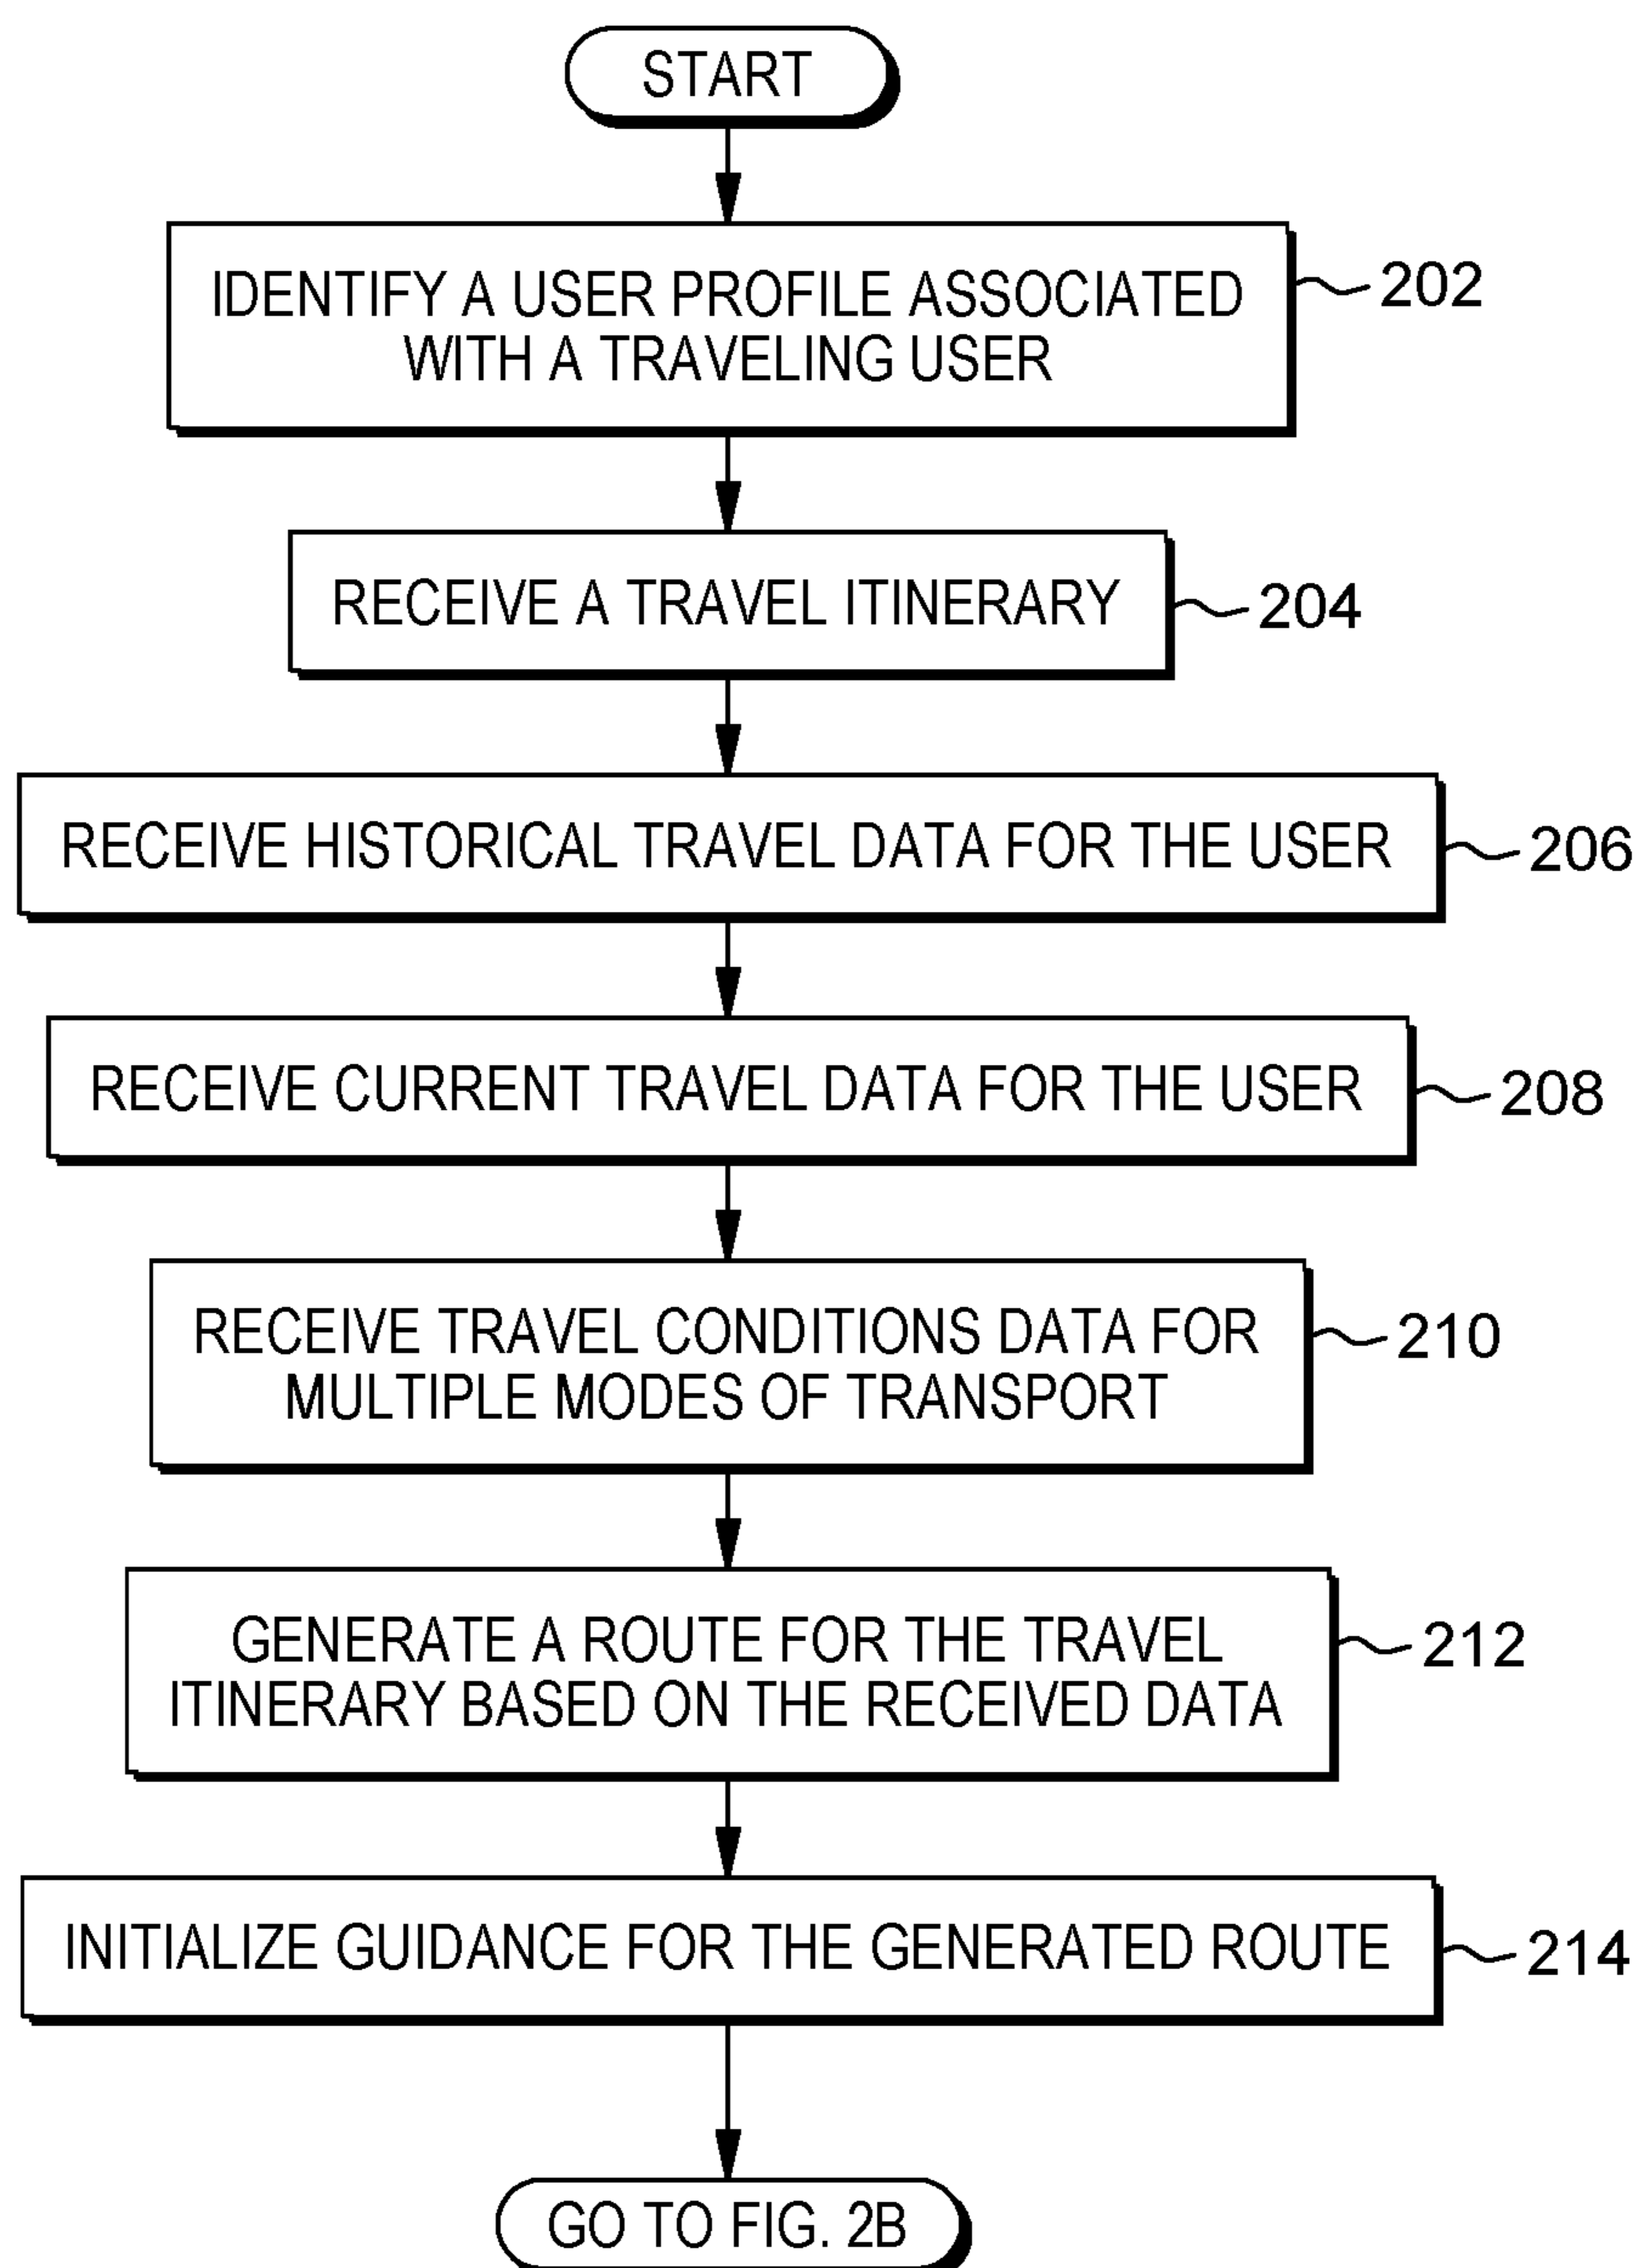 START
IDENTIFY A USER PROFILE ASSOCIATED
WITH A TRAVELING USER
202
RECEIVE A TRAVEL ITINERARY
204
RECEIVE HISTORICAL TRAVEL DATA FOR THE USER
206
RECEIVE CURRENT TRAVEL DATA FOR THE USER
208
RECEIVE TRAVEL CONDITIONS DATA FOR
MULTIPLE MODES OF TRANSPORT
210
GENERATE A ROUTE FOR THE TRAVEL
ITINERARY BASED ON THE RECEIVED DATA
212
INITIALIZE GUIDANCE FOR THE GENERATED ROUTE
214
GO TO FIG. 2B